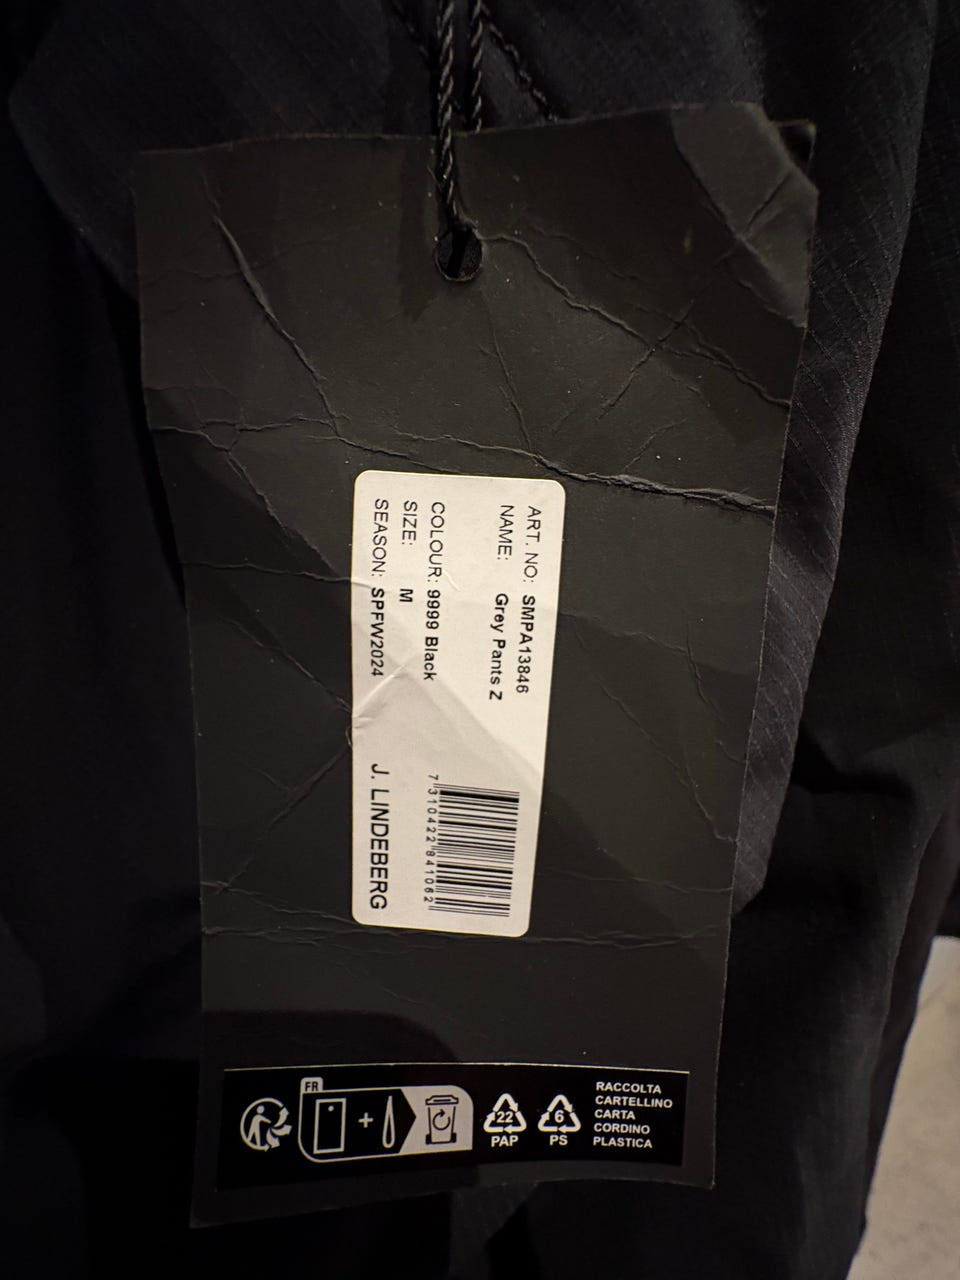 ART. NO: SMPA13846
NAME: Grey Pants Z
COLOUR: 9999 Black
SIZE: M
SEASON: SPFW2024
7310422841062
J. LINDEBERG
FR
22
PAP
6
PS
RACCOLTA
CARTELLINO
CARTA
CORDINO
PLASTICA